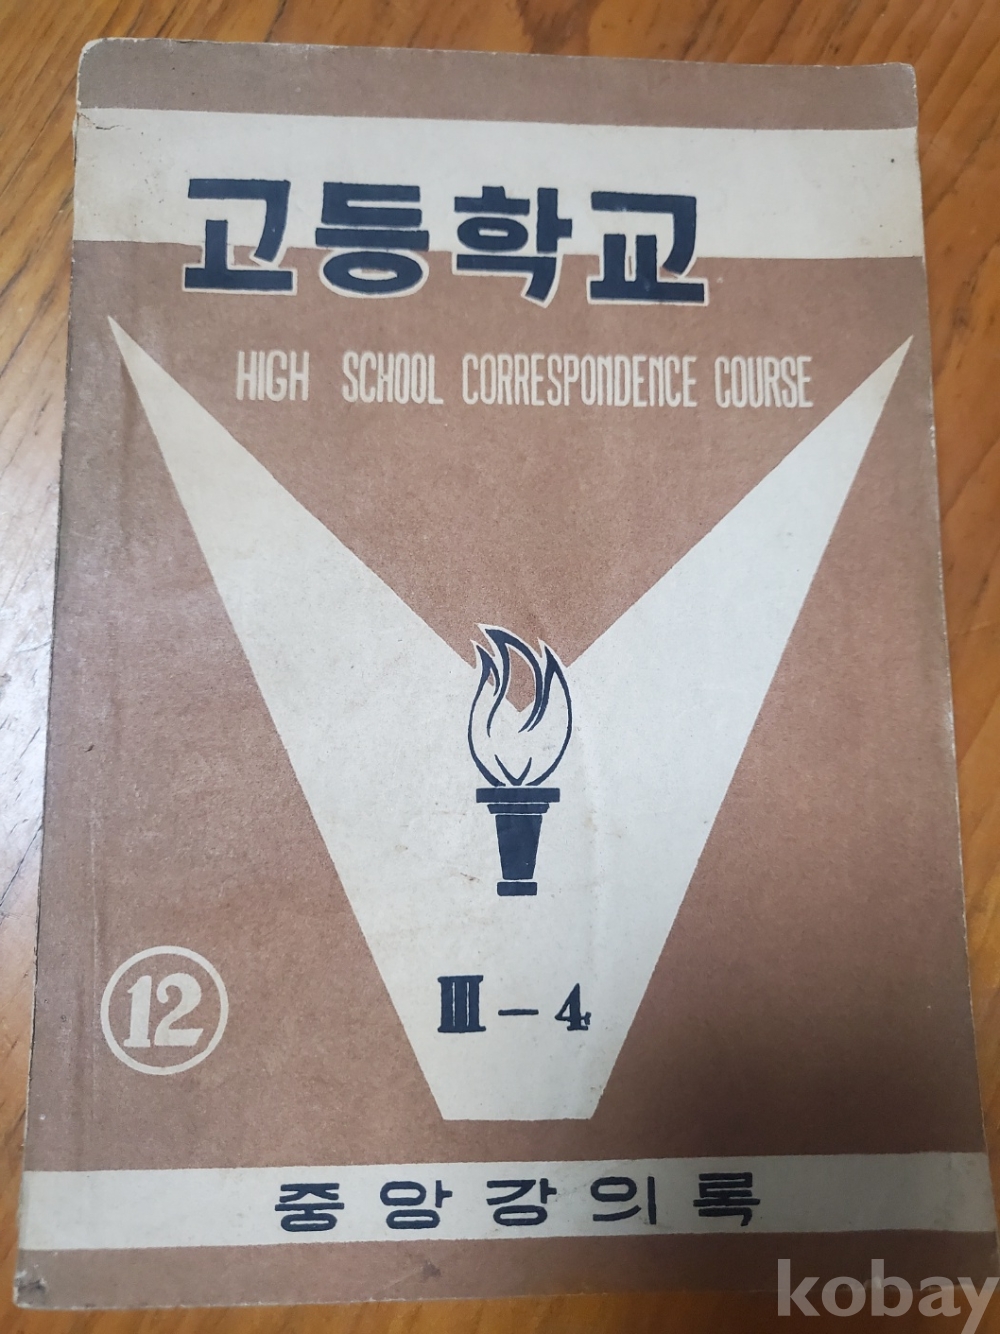 고등학교
HIGH SCHOOL CORRESPONDENCE COURSE
III-4
12
중앙강의록
kobay